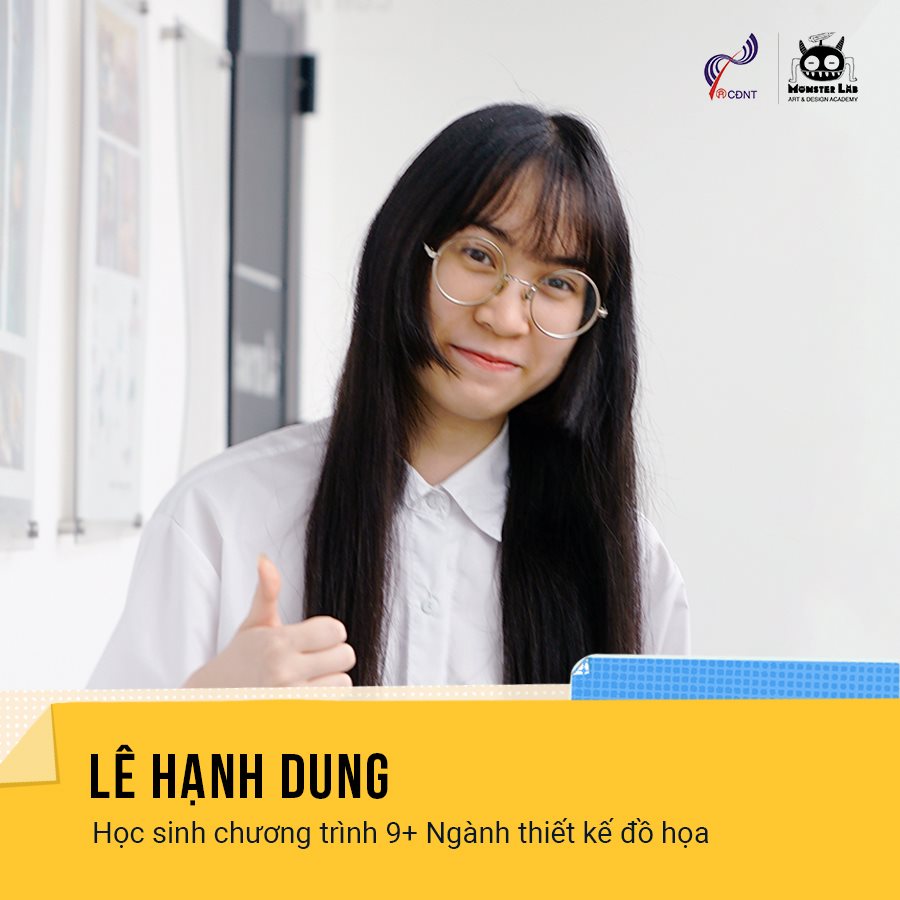 ®CĐNT
MONSTER LAB
ART & DESIGN ACADEMY
LÊ HẠNH DUNG
Học sinh chương trình 9+ Ngành thiết kế đồ họa